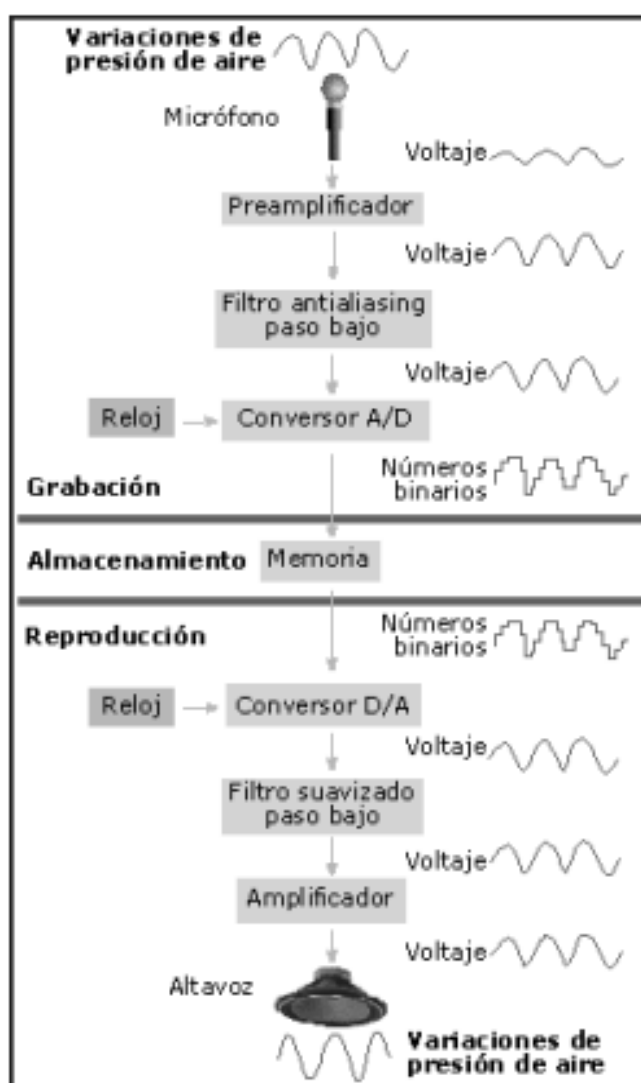 Variaciones de
presión de aire
Micrófono
Voltaje
Preamplificador
Voltaje
Filtro antialiasing
paso bajo
Voltaje
Reloj
Conversor A/D
Números
binarios
Grabación
Almacenamiento
Memoria
Reproducción
Números
binarios
Reloj
Conversor D/A
Voltaje
Filtro suavizado
paso bajo
Voltaje
Amplificador
Voltaje
Altavoz
Variaciones de
presión de aire